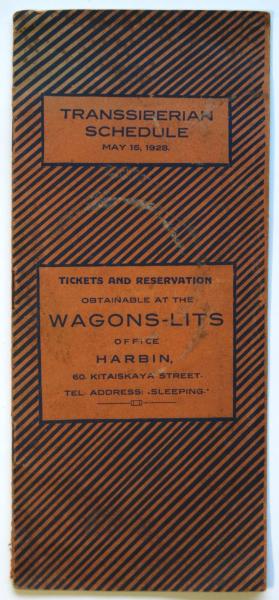 TRANSSIBERIAN
SCHEDULE
MAY 15, 1928.
TICKETS AND RESERVATION
OBTAINABLE AT THE
WAGONS-LITS
OFFICE
HARBIN,
60. KITAISKAYA STREET.
TEL. ADDRESS: „SLEEPING.“